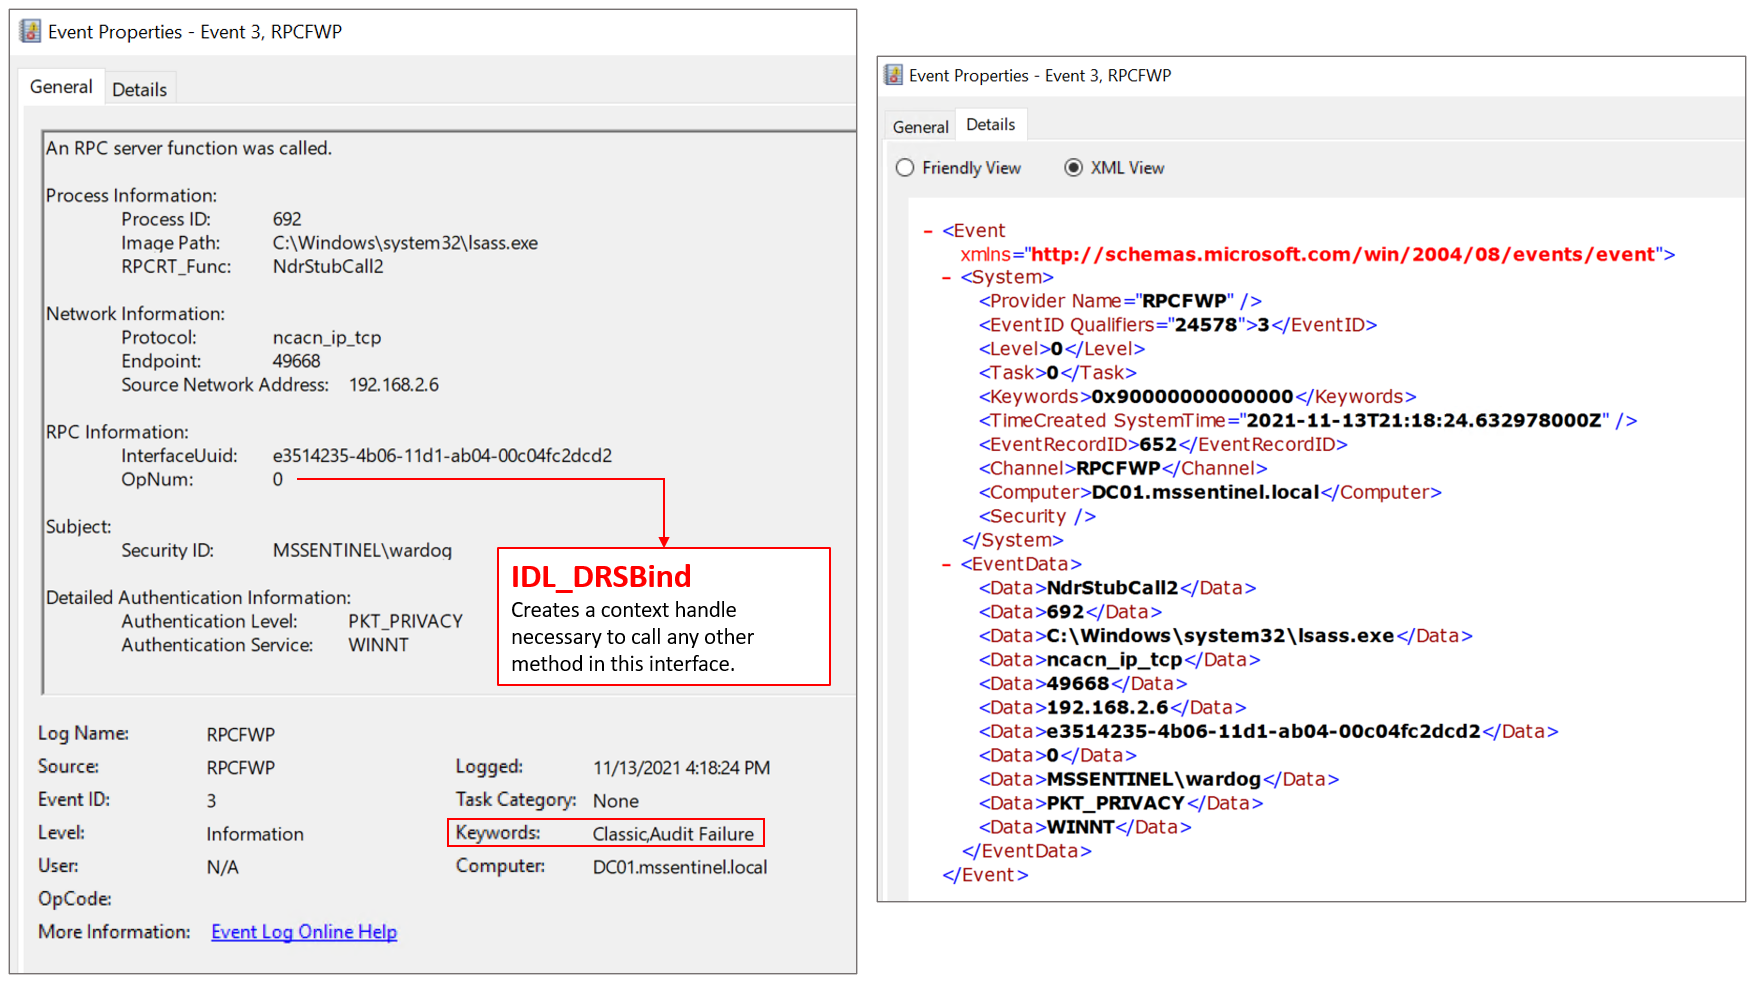 Event Properties - Event 3, RPCFWP
General Details
An RPC server function was called.
Process Information:
Process ID: 692
Image Path: C:\Windows\system32\lsass.exe
RPCRT_Func: NdrStubCall2
Network Information:
Protocol: ncacn_ip_tcp
Endpoint: 49668
Source Network Address: 192.168.2.6
RPC Information:
InterfaceUuid: e3514235-4b06-11d1-ab04-00c04fc2dcd2
OpNum: 0
Subject:
Security ID: MSSENTINEL\wardog
Detailed Authentication Information:
Authentication Level: PKT_PRIVACY
Authentication Service: WINNT
IDL_DRSBind
Creates a context handle
necessary to call any other
method in this interface.
Log Name: RPCFWP
Source: RPCFWP Logged: 11/13/2021 4:18:24 PM
Event ID: 3 Task Category: None
Level: Information Keywords: Classic,Audit Failure
User: N/A Computer: DC01.mssentinel.local
OpCode:
More Information: Event Log Online Help
Event Properties - Event 3, RPCFWP
General Details
Friendly View XML View
- <Event
xmlns="http://schemas.microsoft.com/win/2004/08/events/event">
- <System>
<Provider Name="RPCFWP" />
<EventID Qualifiers="24578">3</EventID>
<Level>0</Level>
<Task>0</Task>
<Keywords>0x90000000000000</Keywords>
<TimeCreated SystemTime="2021-11-13T21:18:24.632978000Z" />
<EventRecordID>652</EventRecordID>
<Channel>RPCFWP</Channel>
<Computer>DC01.mssentinel.local</Computer>
<Security />
</System>
- <EventData>
<Data>NdrStubCall2</Data>
<Data>692</Data>
<Data>C:\Windows\system32\lsass.exe</Data>
<Data>ncacn_ip_tcp</Data>
<Data>49668</Data>
<Data>192.168.2.6</Data>
<Data>e3514235-4b06-11d1-ab04-00c04fc2dcd2</Data>
<Data>0</Data>
<Data>MSSENTINEL\wardog</Data>
<Data>PKT_PRIVACY</Data>
<Data>WINNT</Data>
</EventData>
</Event>